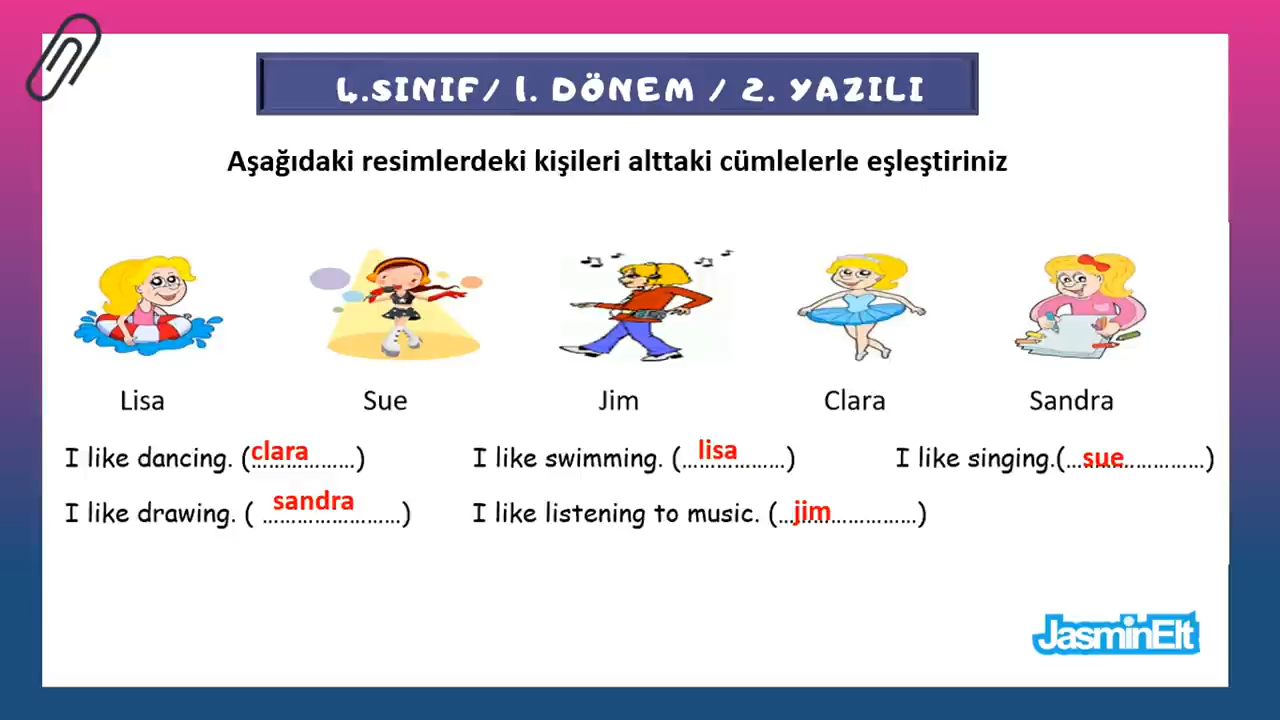 4.SINIF/ 1. DÖNEM / 2. YAZILI
Aşağıdaki resimlerdeki kişileri alttaki cümlelerle eşleştiriniz
Lisa Sue Jim Clara Sandra
I like dancing. (clara………………) I like swimming. (lisa………………) I like singing.(sue……………………)
I like drawing. ( sandra……………………) I like listening to music. (jim……………………)
JasminElt